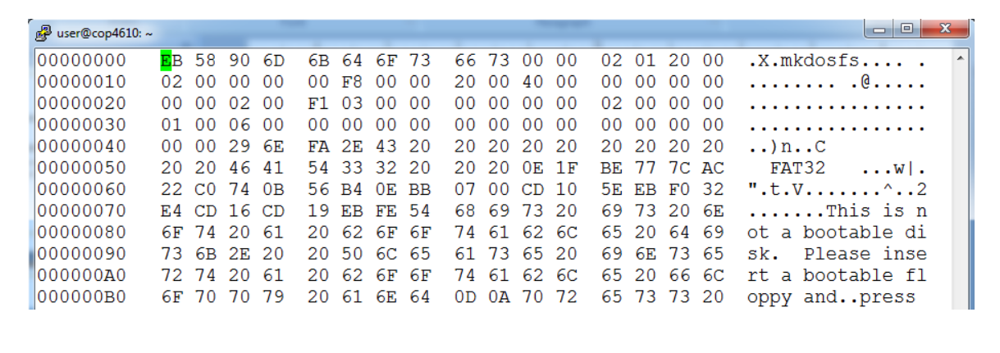 user@cop4610: ~
00000000 EB 58 90 6D 6B 64 6F 73 66 73 00 00 02 01 20 00 .X.mkdosfs.... .
00000010 02 00 00 00 00 F8 00 00 20 00 40 00 00 00 00 00 ........ .@.....
00000020 00 00 02 00 F1 03 00 00 00 00 00 00 02 00 00 00 ................
00000030 01 00 06 00 00 00 00 00 00 00 00 00 00 00 00 00 ................
00000040 00 00 29 6E FA 2E 43 20 20 20 20 20 20 20 20 20 ..)n..C
00000050 20 20 46 41 54 33 32 20 20 20 0E 1F BE 77 7C AC FAT32 ...w|.
00000060 22 C0 74 0B 56 B4 0E BB 07 00 CD 10 5E EB F0 32 ".t.V.......^..2
00000070 E4 CD 16 CD 19 EB FE 54 68 69 73 20 69 73 20 6E .......This is n
00000080 6F 74 20 61 20 62 6F 6F 74 61 62 6C 65 20 64 69 ot a bootable di
00000090 73 6B 2E 20 20 50 6C 65 61 73 65 20 69 6E 73 65 sk.  Please inse
000000A0 72 74 20 61 20 62 6F 6F 74 61 62 6C 65 20 66 6C rt a bootable fl
000000B0 6F 70 70 79 20 61 6E 64 0D 0A 70 72 65 73 73 20 oppy and..press